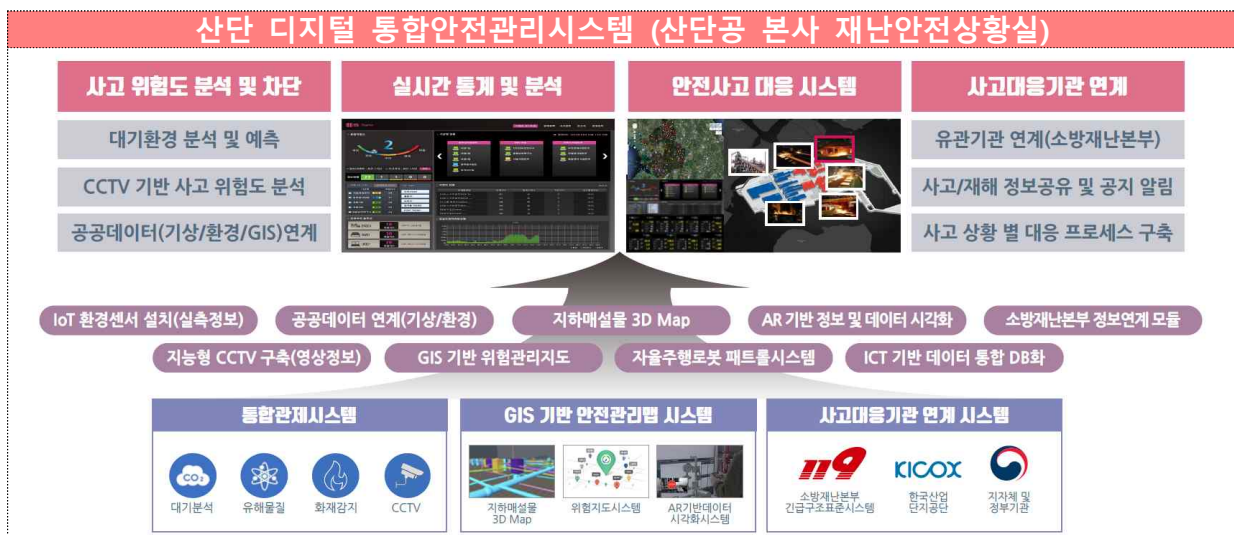 산단 디지털 통합안전관리시스템 (산단공 본사 재난안전상황실)
사고 위험도 분석 및 차단
실시간 통계 및 분석
안전사고 대응 시스템
사고대응기관 연계
대기환경 분석 및 예측
CCTV 기반 사고 위험도 분석
공공데이터(기상/환경/GIS)연계
2
유관기관 연계(소방재난본부)
사고/재해 정보공유 및 공지 알림
사고 상황 별 대응 프로세스 구축
IoT 환경센서 설치(실측정보)
공공데이터 연계(기상/환경)
지하매설물 3D Map
AR 기반 정보 및 데이터 시각화
소방재난본부 정보연계 모듈
지능형 CCTV 구축(영상정보)
GIS 기반 위험관리지도
자율주행로봇 패트롤시스템
ICT 기반 데이터 통합 DB화
통합관제시스템
CO₂
대기분석
유해물질
화재감지
CCTV
GIS 기반 안전관리맵 시스템
지하매설물
3D Map
위험지도시스템
AR기반데이터
시각화시스템
사고대응기관 연계 시스템
119
소방재난본부
긴급구조표준시스템
KICOX
한국산업
단지공단
지자체 및
정부기관